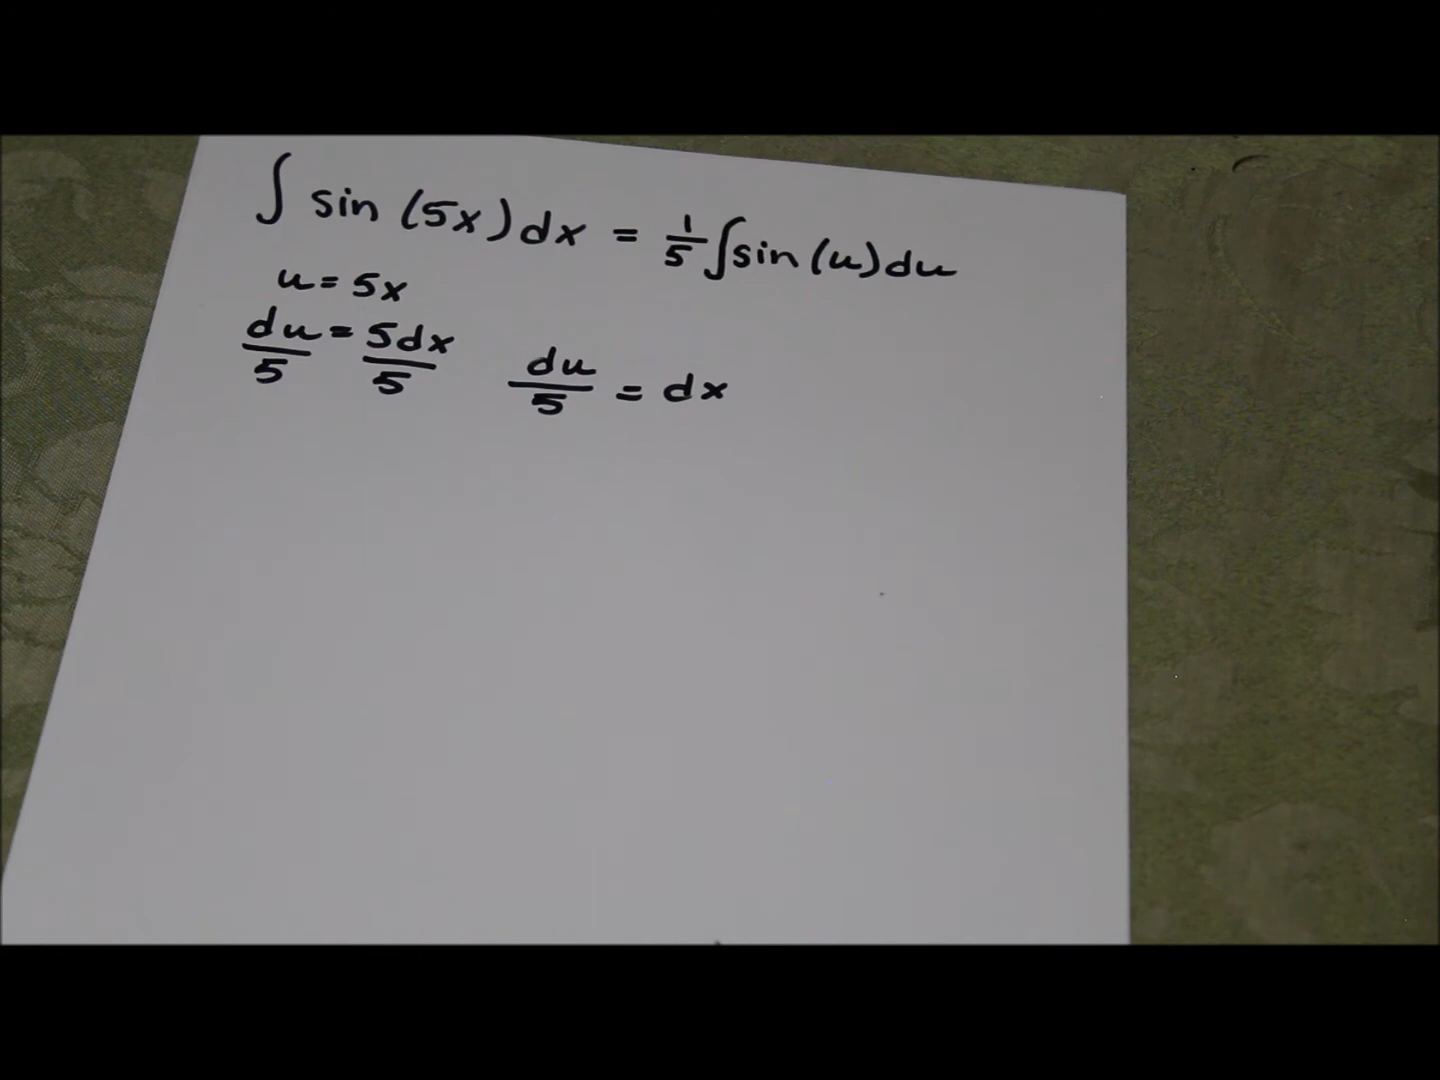 ∫ sin (5x) dx = 1/5 ∫ sin (u) du
u = 5x
du/5 = 5dx/5
du/5 = dx